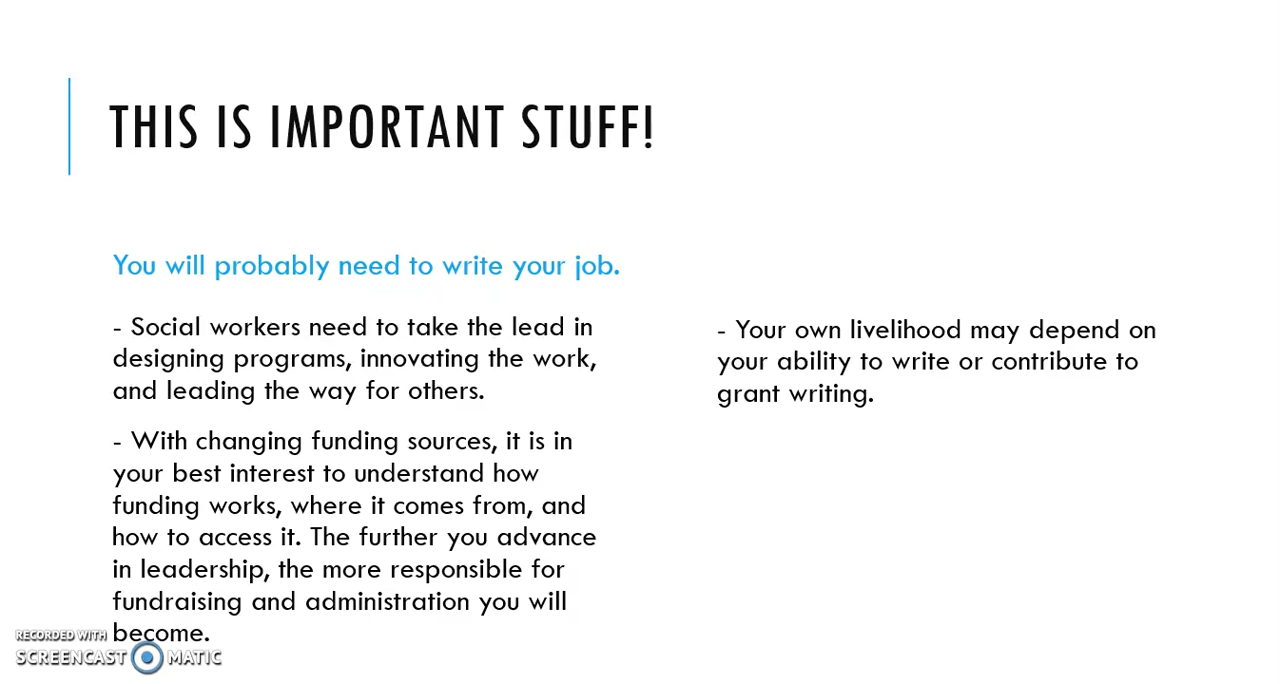 THIS IS IMPORTANT STUFF!
You will probably need to write your job.
- Social workers need to take the lead in
designing programs, innovating the work,
and leading the way for others.
- With changing funding sources, it is in
your best interest to understand how
funding works, where it comes from, and
how to access it. The further you advance
in leadership, the more responsible for
fundraising and administration you will
become.
- Your own livelihood may depend on
your ability to write or contribute to
grant writing.
RECORDED WITH
SCREENCAST MATIC